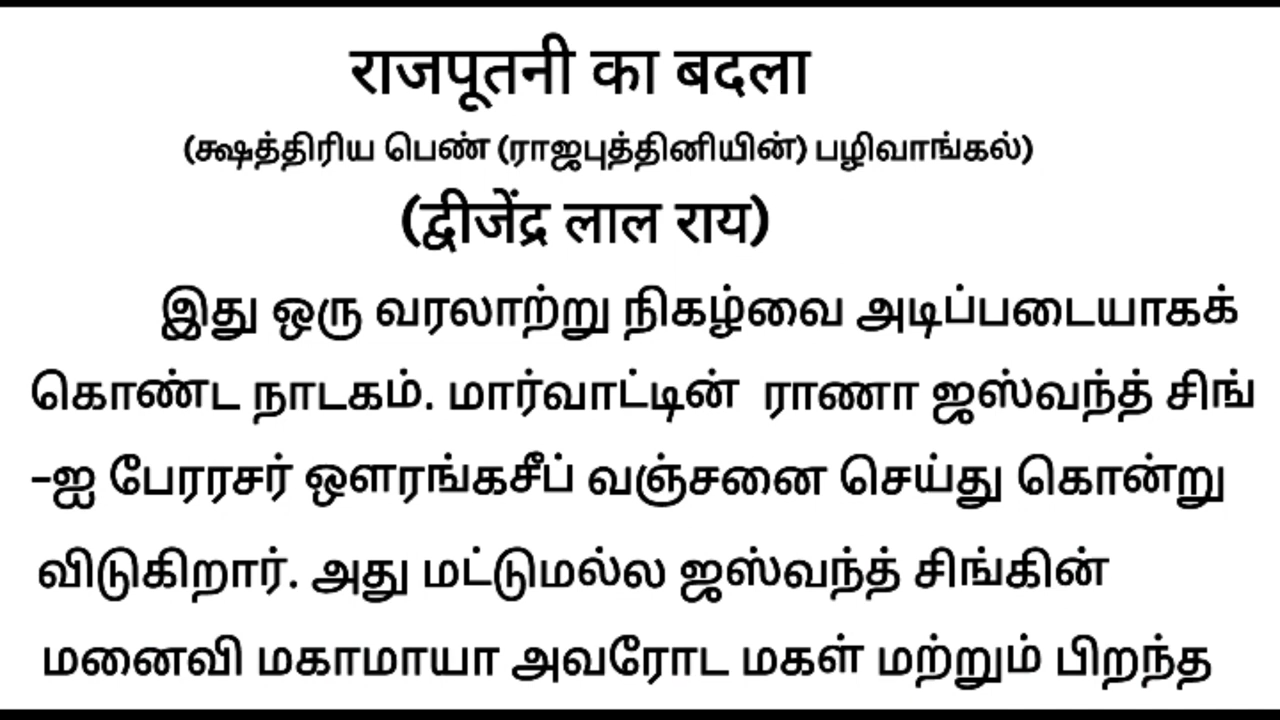 राजपूतनी का बदला
(க்ஷத்திரிய பெண் (ராஜபுத்தினியின்) பழிவாங்கல்)
(द्वीजेंद्र लाल राय)
இது ஒரு வரலாற்று நிகழ்வை அடிப்படையாகக்
கொண்ட நாடகம். மார்வாட்டின் ராணா ஜஸ்வந்த் சிங்
-ஐ பேரரசர் ஔரங்கசீப் வஞ்சனை செய்து கொன்று
விடுகிறார். அது மட்டுமல்ல ஜஸ்வந்த் சிங்கின்
மனைவி மகாமாயா அவரோட மகள் மற்றும் பிறந்த